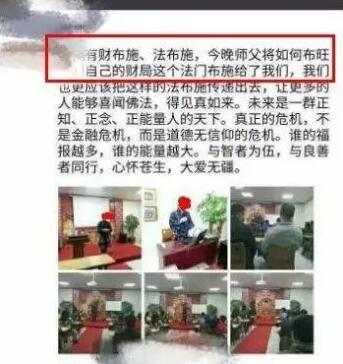 有财布施、法布施，今晚师父将如何布旺
自己的财局这个法门布施给了我们，我们
也更应该把这样的法布施传递出去，让更多的
人能够喜闻佛法，得见真如来。未来是一群正
知、正念、正能量人的天下。真正的危机，不
是金融危机，而是道德无信仰的危机。谁的福
报越多，谁的能量越大。与智者为伍，与良善
者同行，心怀苍生，大爱无疆。